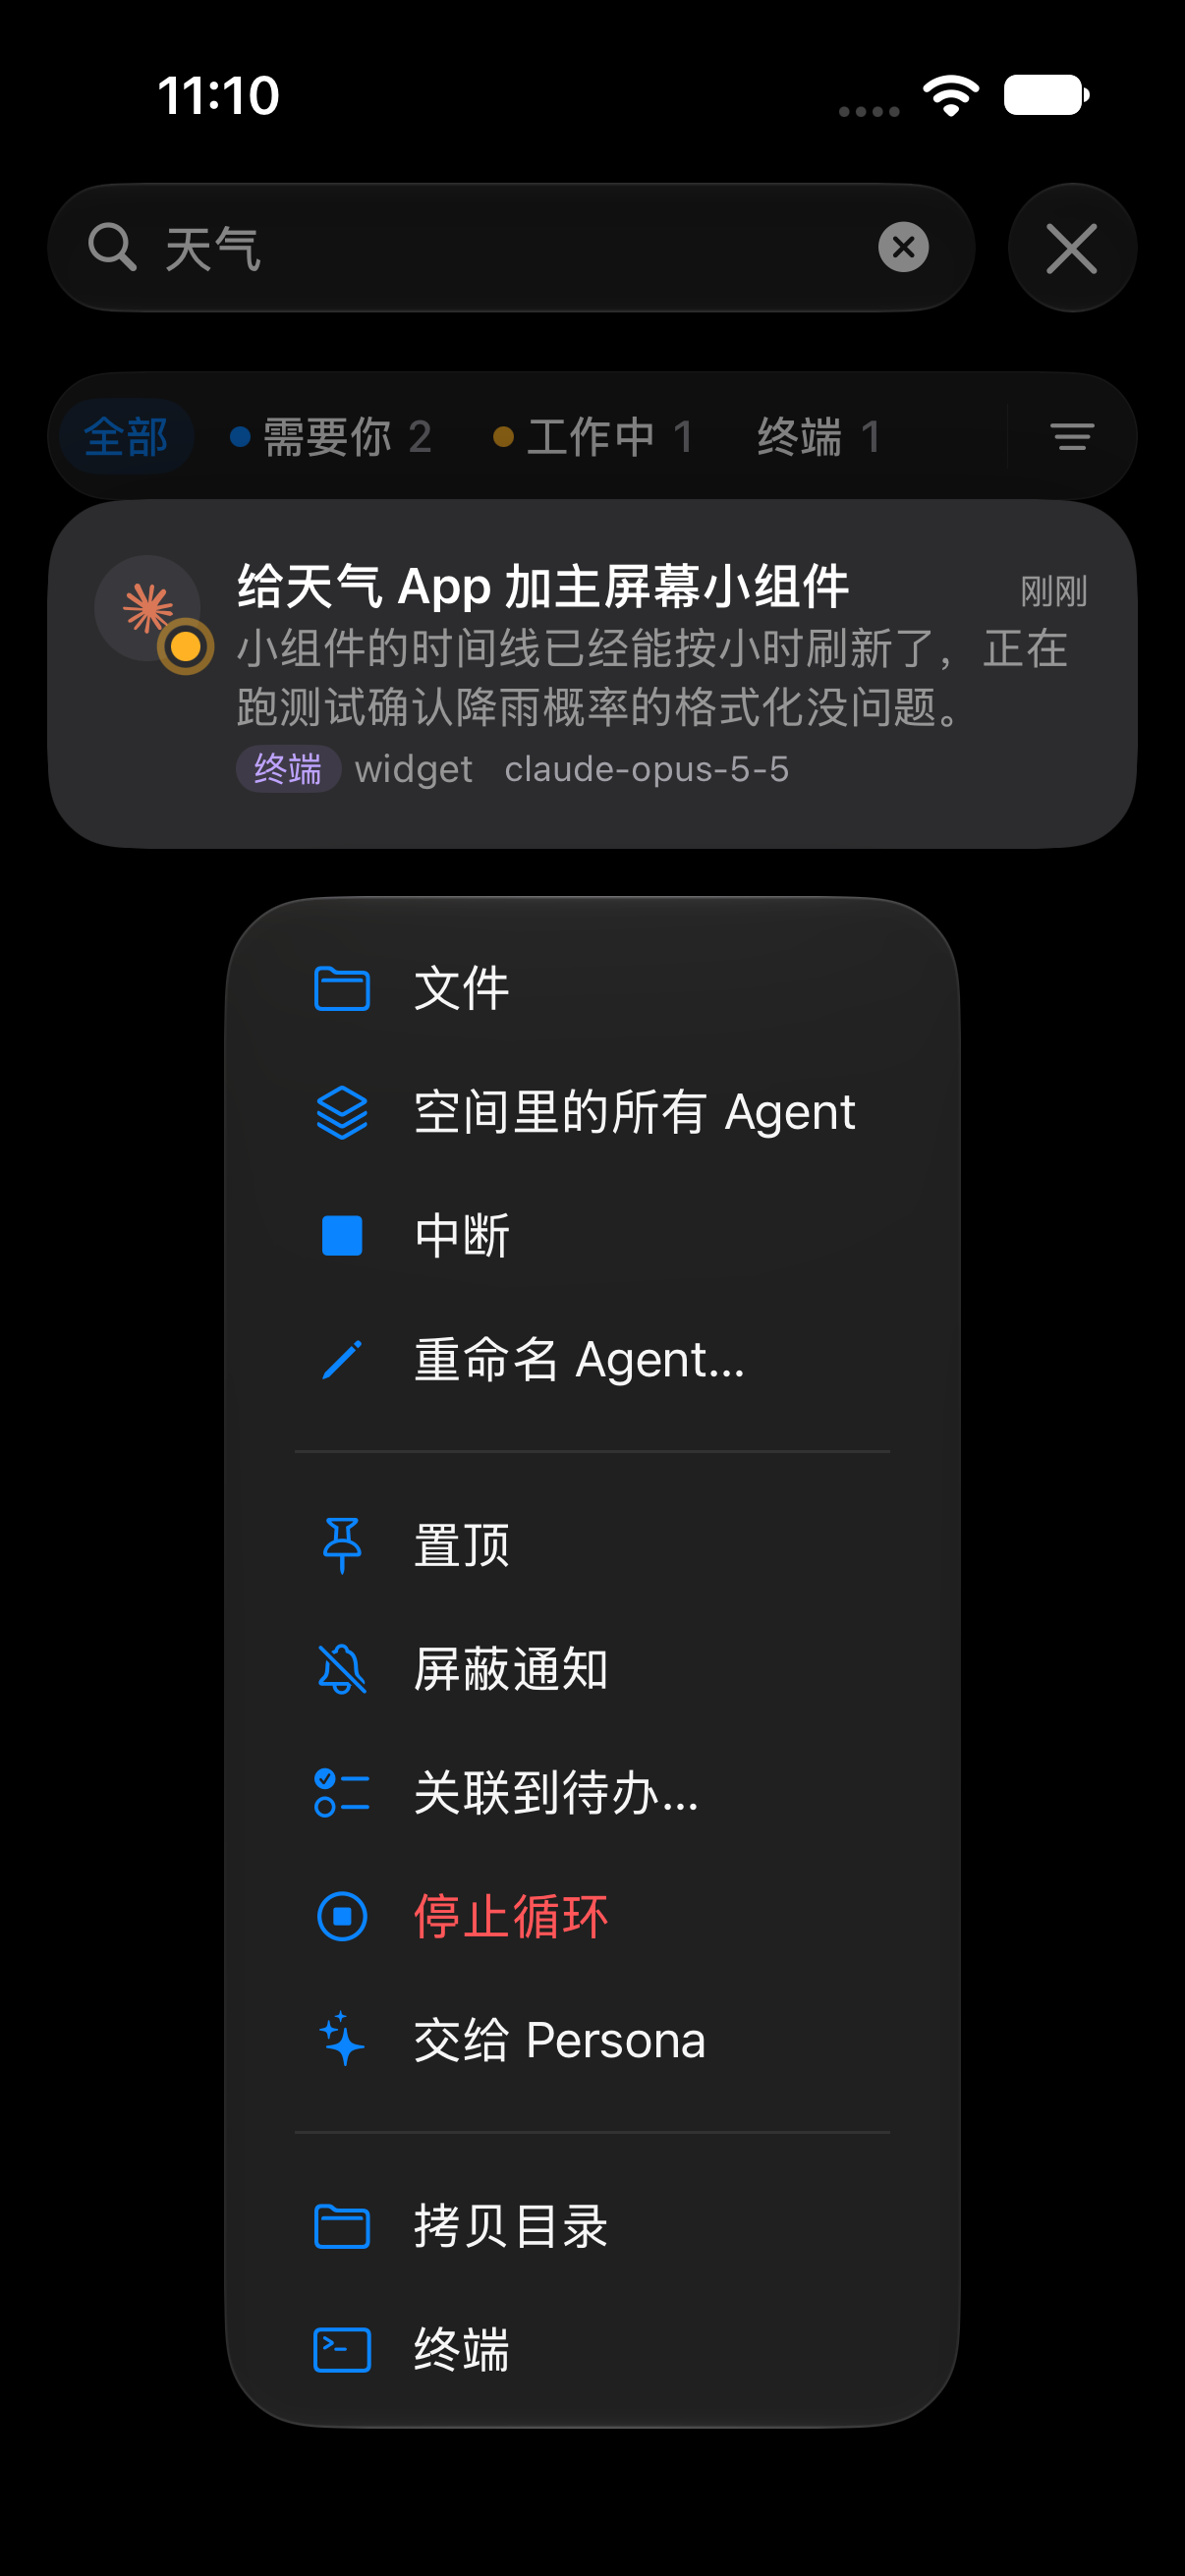 11:10
天气
全部 需要你 2 工作中 1 终端 1
给天气 App 加主屏幕小组件 刚刚
小组件的时间线已经能按小时刷新了，正在
跑测试确认降雨概率的格式化没问题。
终端 widget claude-opus-5-5
文件
空间里的所有 Agent
中断
重命名 Agent...
置顶
屏蔽通知
关联到待办...
停止循环
交给 Persona
拷贝目录
终端